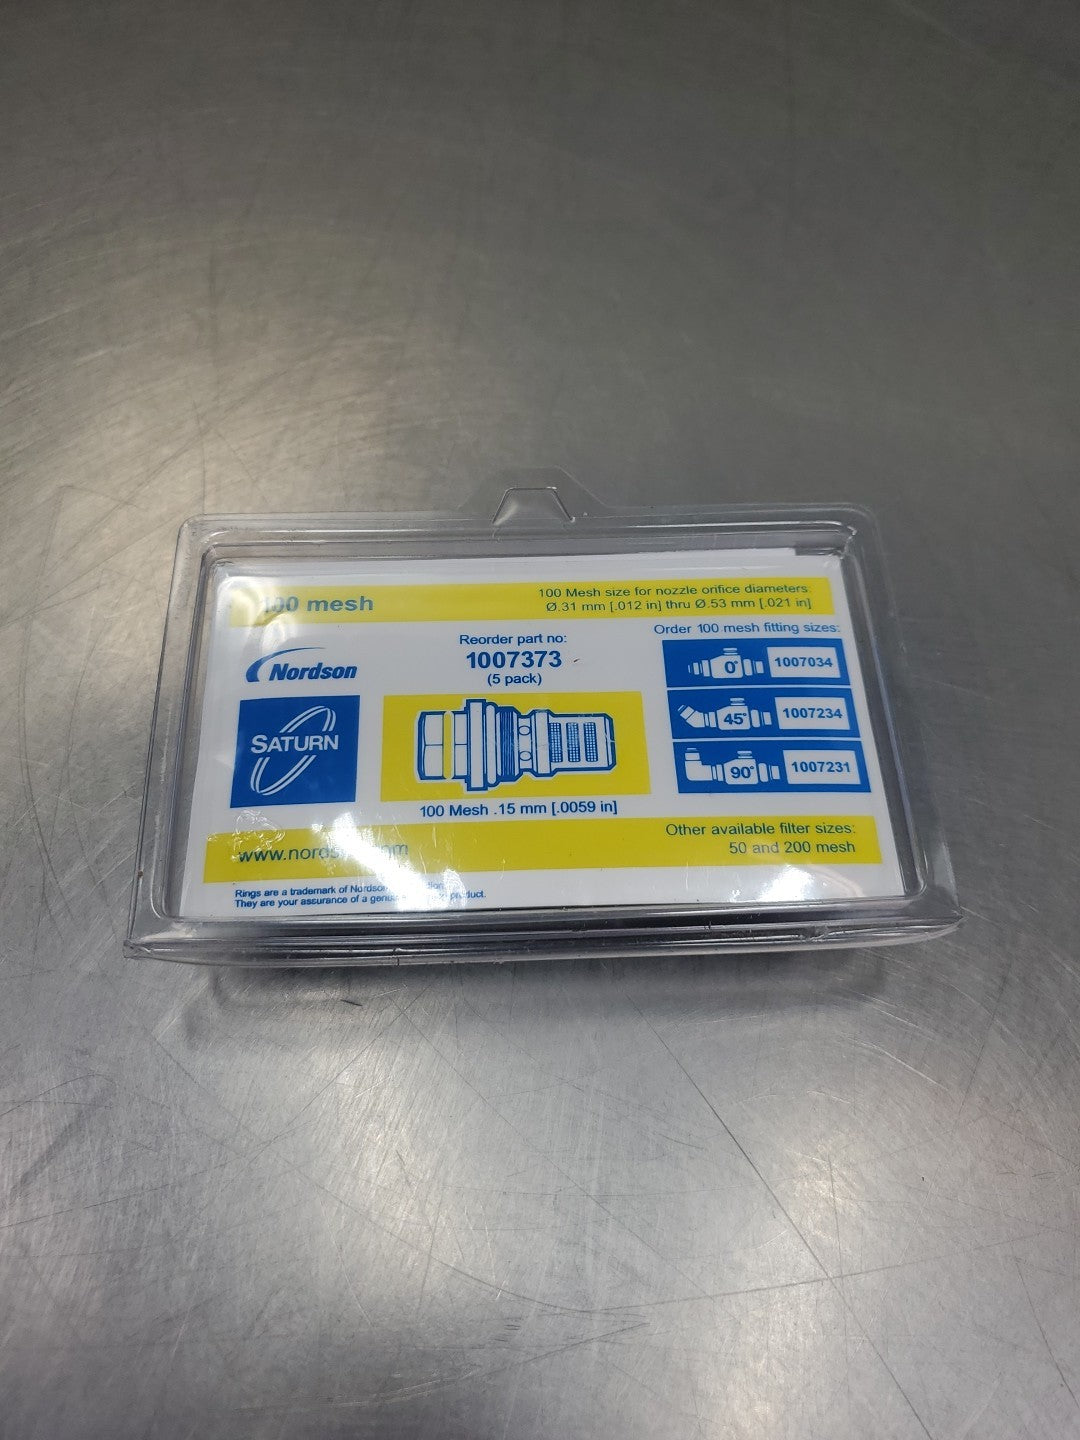 100 mesh
100 Mesh size for nozzle orifice diameters:
Ø.31 mm [.012 in] thru Ø.53 mm [.021 in]
Nordson
SATURN
Reorder part no:
1007373
(5 pack)
100 Mesh .15 mm [.0059 in]
Order 100 mesh fitting sizes:
0° 1007034
45° 1007234
90° 1007231
Other available filter sizes:
50 and 200 mesh
Rings are a trademark of Nordson
They are your assurance of a product.